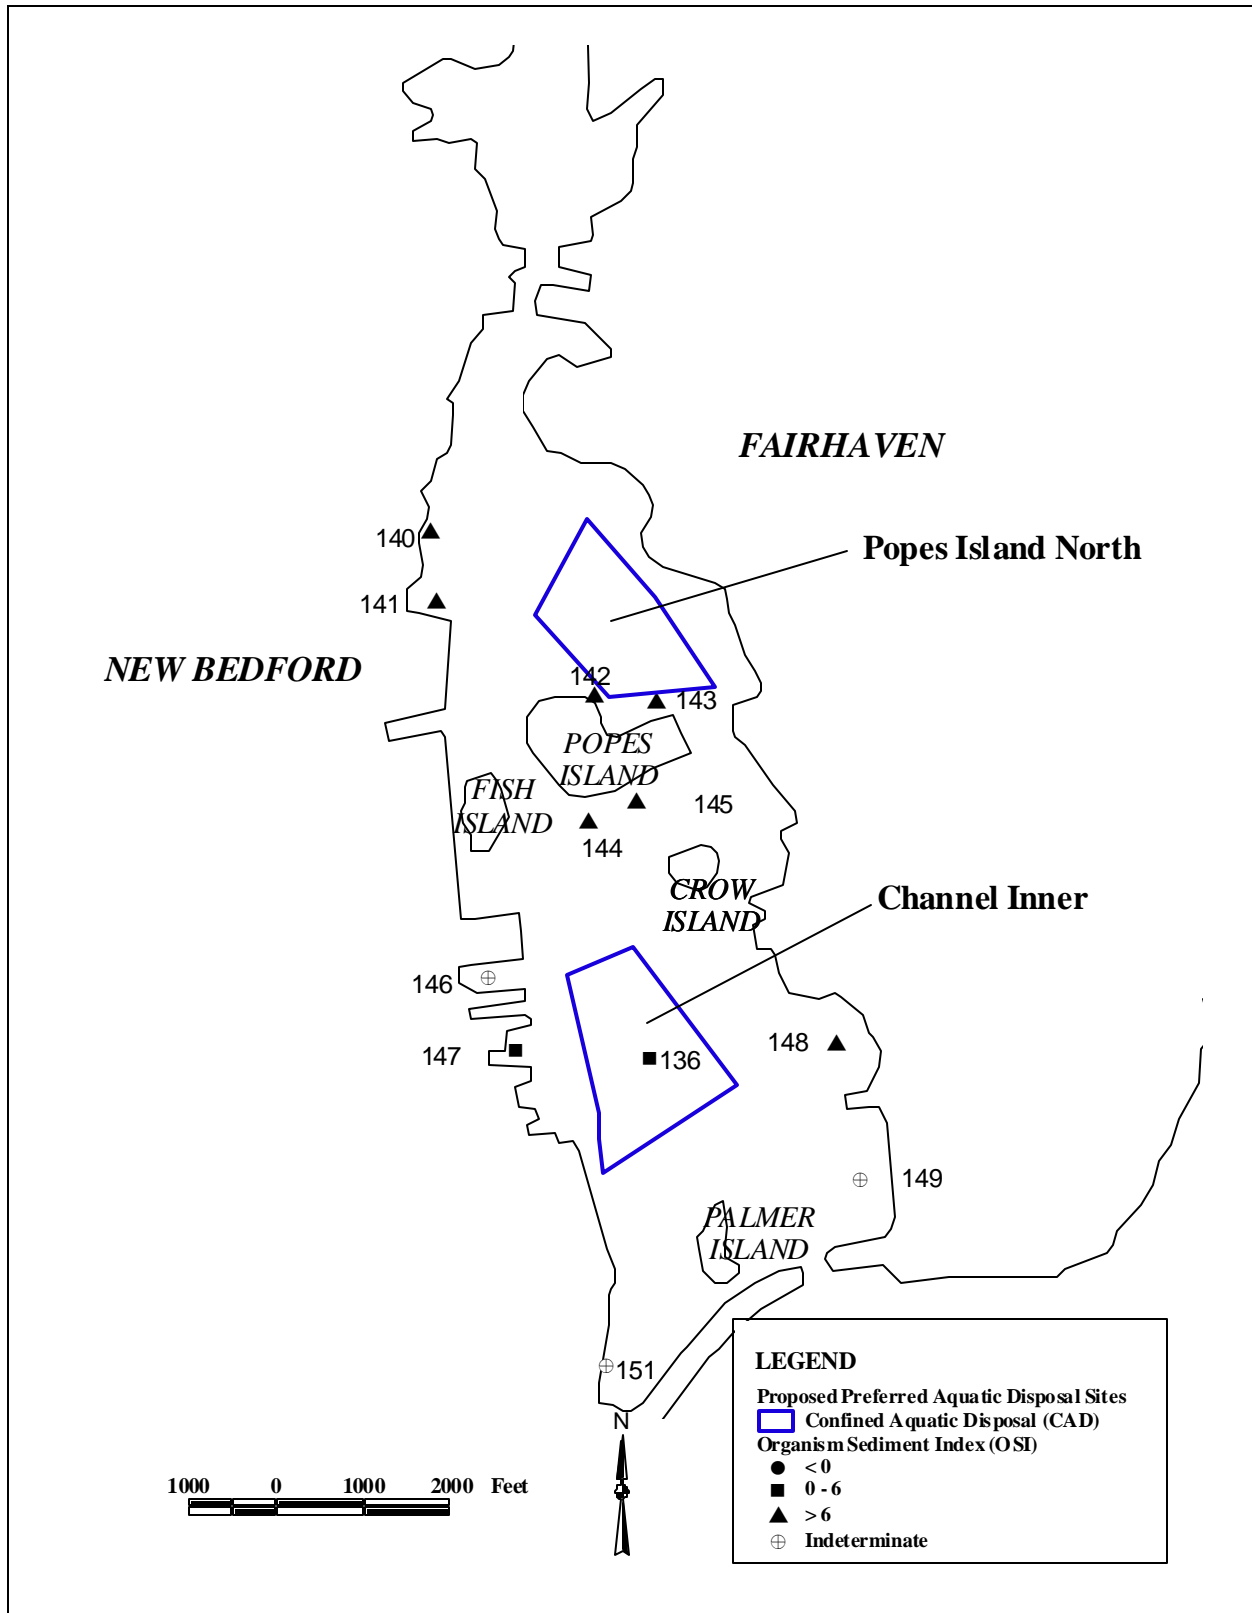 FAIRHAVEN
140
Popes Island North
141
NEW BEDFORD
142
143
POPES
ISLAND
FISH
ISLAND
145
144
CROW
ISLAND
Channel Inner
146
147
136
148
149
PALMER
ISLAND
151
N
1000 0 1000 2000 Feet
LEGEND
Proposed Preferred Aquatic Disposal Sites
Confined Aquatic Disposal (CAD)
Organism Sediment Index (OSI)
< 0
0 - 6
> 6
Indeterminate